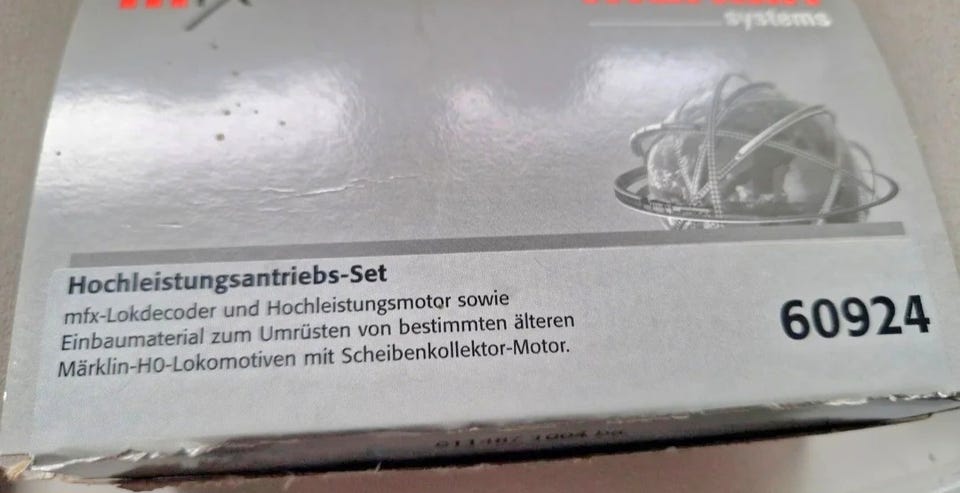 mfx
systems
Hochleistungsantriebs-Set
mfx-Lokdecoder und Hochleistungsmotor sowie
Einbaumaterial zum Umrüsten von bestimmten älteren
Märklin-H0-Lokomotiven mit Scheibenkollektor-Motor.
60924